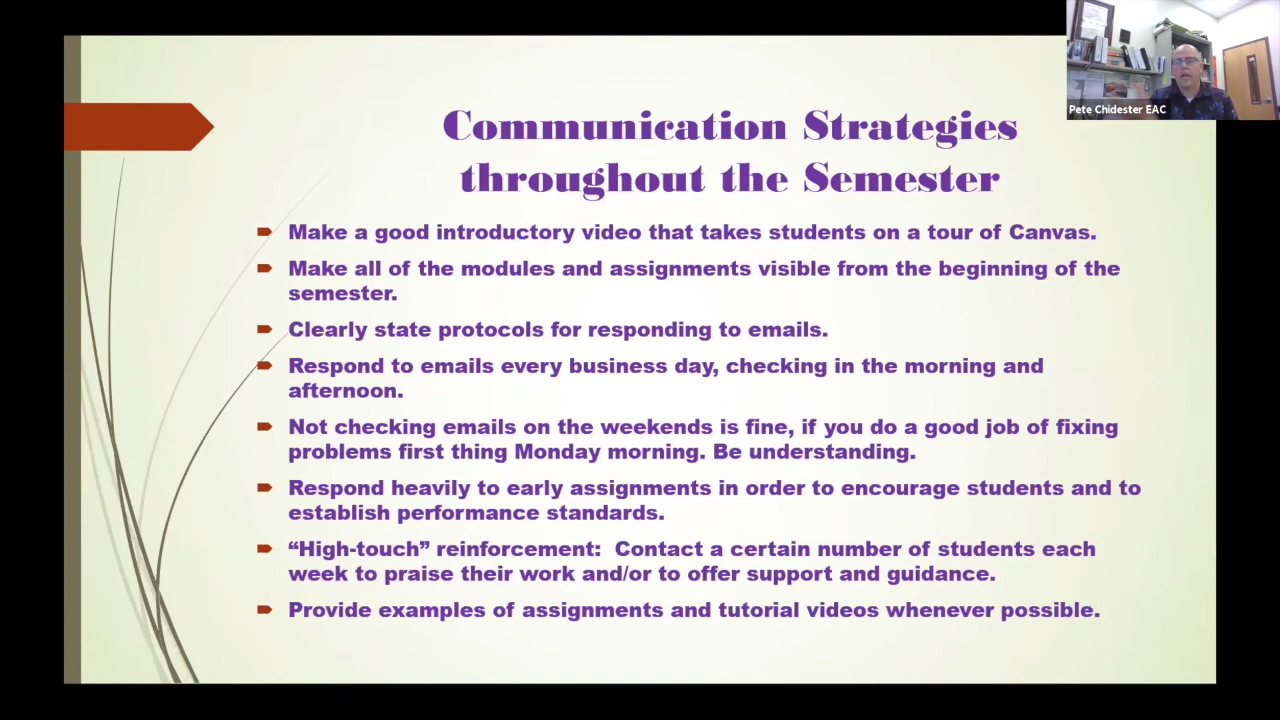 Pete Chidester EAC
Communication Strategies
throughout the Semester
Make a good introductory video that takes students on a tour of Canvas.
Make all of the modules and assignments visible from the beginning of the
semester.
Clearly state protocols for responding to emails.
Respond to emails every business day, checking in the morning and
afternoon.
Not checking emails on the weekends is fine, if you do a good job of fixing
problems first thing Monday morning. Be understanding.
Respond heavily to early assignments in order to encourage students and to
establish performance standards.
“High-touch” reinforcement:  Contact a certain number of students each
week to praise their work and/or to offer support and guidance.
Provide examples of assignments and tutorial videos whenever possible.